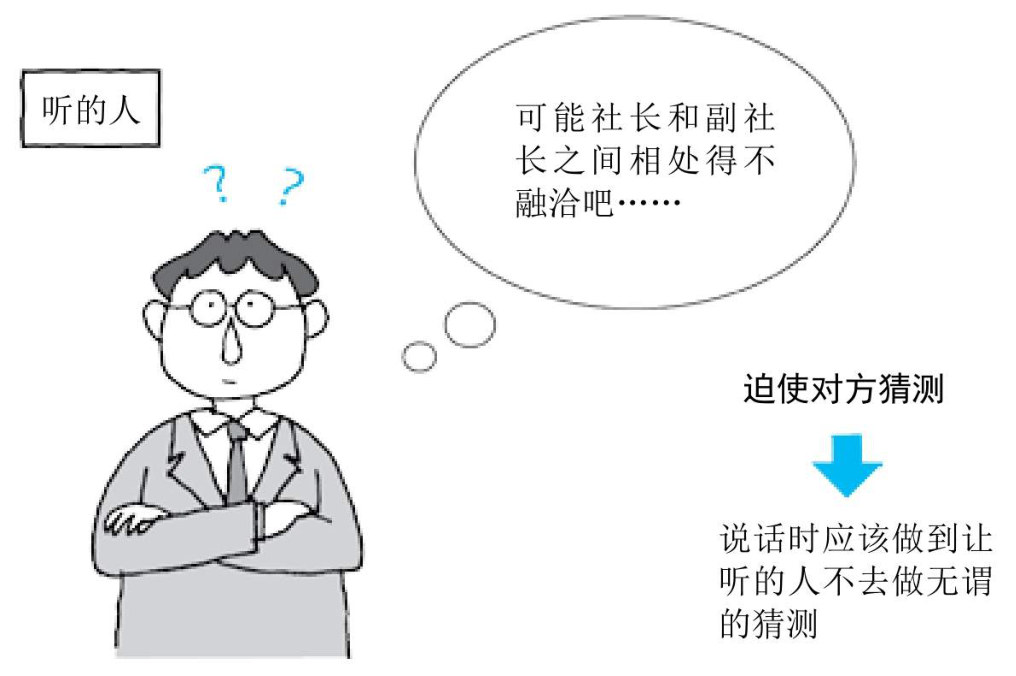 听的人
? ?
可能社长和副社
长之间相处得不
融洽吧……
迫使对方猜测
说话时应该做到让
听的人不去做无谓
的猜测